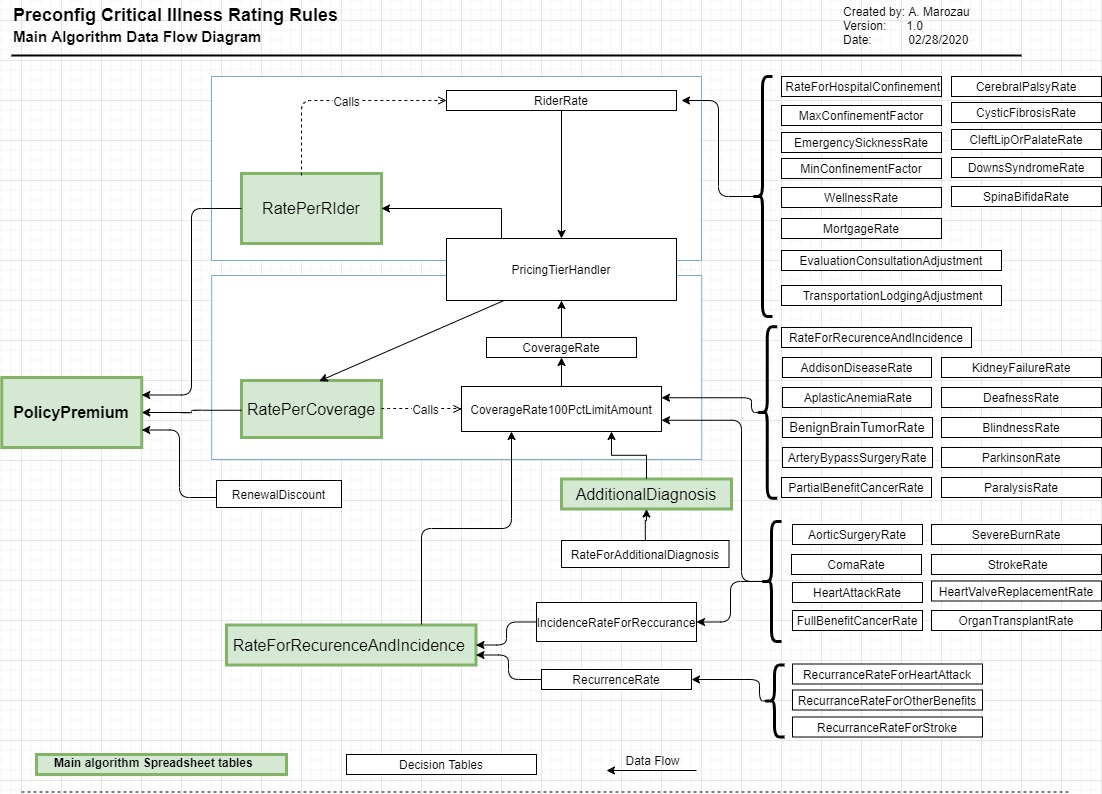 Preconfig Critical Illness Rating Rules
Main Algorithm Data Flow Diagram
Created by: A. Marozau
Version: 1.0
Date: 02/28/2020
Calls
RiderRate
RatePerRIder
PricingTierHandler
CoverageRate
PolicyPremium
RatePerCoverage
Calls
CoverageRate100PctLimitAmount
RenewalDiscount
AdditionalDiagnosis
RateForAdditionalDiagnosis
IncidenceRateForReccurance
RateForRecurenceAndIncidence
RecurrenceRate
RateForHospitalConfinement
CerebralPalsyRate
MaxConfinementFactor
CysticFibrosisRate
EmergencySicknessRate
CleftLipOrPalateRate
MinConfinementFactor
DownsSyndromeRate
WellnessRate
SpinaBifidaRate
MortgageRate
EvaluationConsultationAdjustment
TransportationLodgingAdjustment
RateForRecurenceAndIncidence
AddisonDiseaseRate
KidneyFailureRate
AplasticAnemiaRate
DeafnessRate
BenignBrainTumorRate
BlindnessRate
ArteryBypassSurgeryRate
ParkinsonRate
PartialBenefitCancerRate
ParalysisRate
AorticSurgeryRate
SevereBurnRate
ComaRate
StrokeRate
HeartAttackRate
HeartValveReplacementRate
FullBenefitCancerRate
OrganTransplantRate
RecurranceRateForHeartAttack
RecurranceRateForOtherBenefits
RecurranceRateForStroke
Main algorithm Spreadsheet tables
Decision Tables
Data Flow